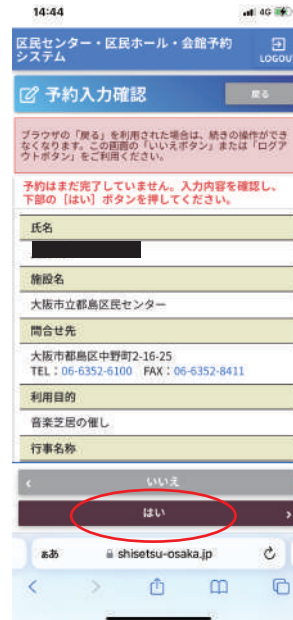 14:44
4G
区民センター・区民ホール・会館予約
システム
LOGOU
予約入力確認
戻る
ブラウザの「戻る」を利用された場合は、続きの操作ができ
なくなります。この画面の「いいえボタン」または「ログア
ウトボタン」をご利用ください。
予約はまだ完了していません。入力内容を確認し、
下部の［はい］ボタンを押してください。
氏名
施設名
大阪市立都島区民センター
問合せ先
大阪市都島区中野町2-16-25
TEL：06-6352-6100 FAX：06-6352-8411
利用目的
音楽芝居の催し
行事名称
いいえ
はい
ぁあ
shisetsu-osaka.jp